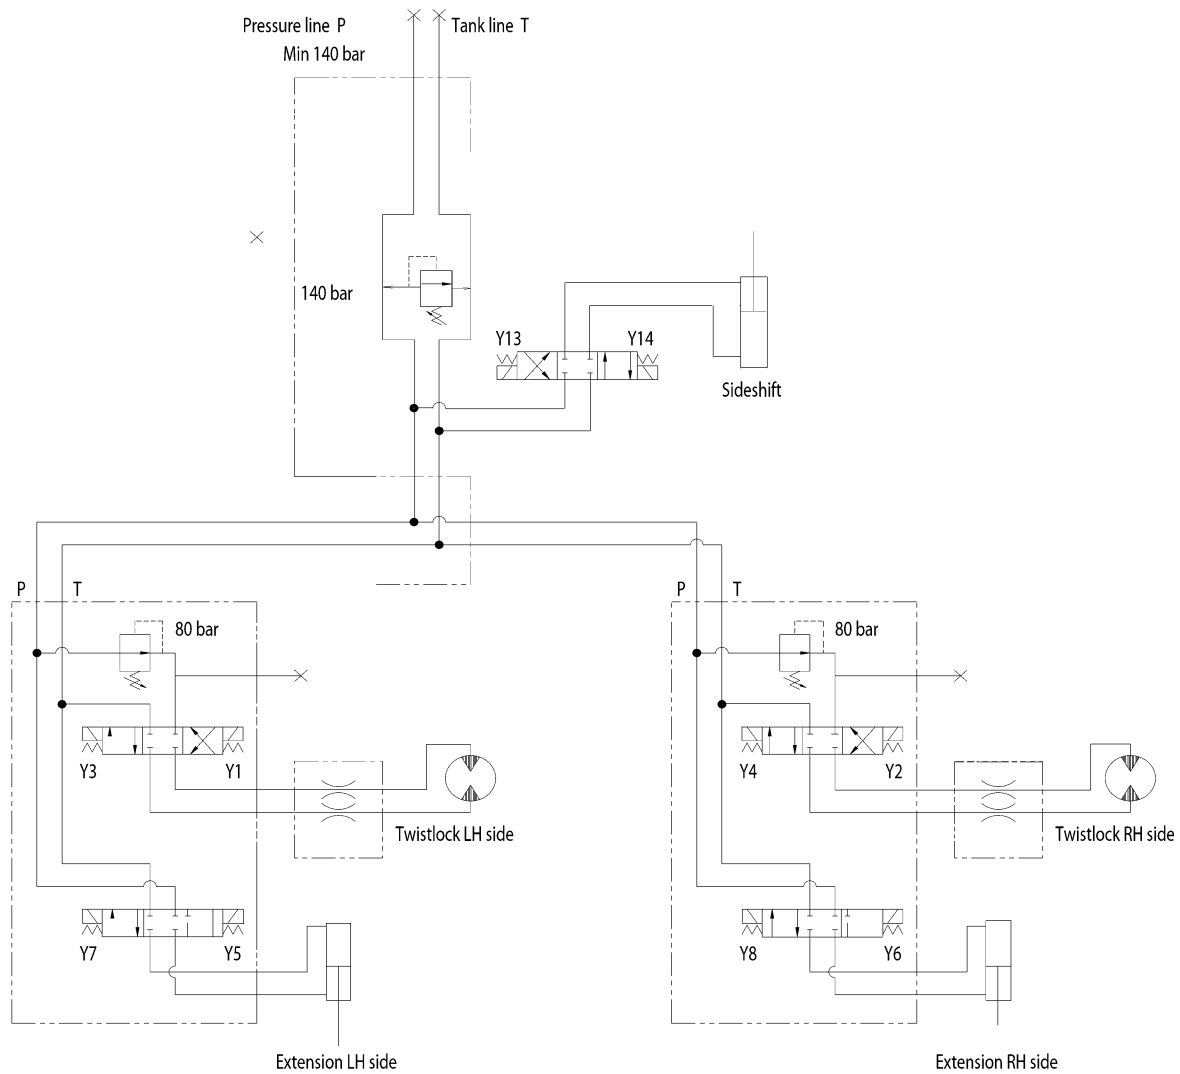 Pressure line P
Tank line T
Min 140 bar
140 bar
Y13
Y14
Sideshift
P
T
P
T
80 bar
80 bar
Y3
Y1
Y4
Y2
Twistlock LH side
Twistlock RH side
Y7
Y5
Y8
Y6
Extension LH side
Extension RH side